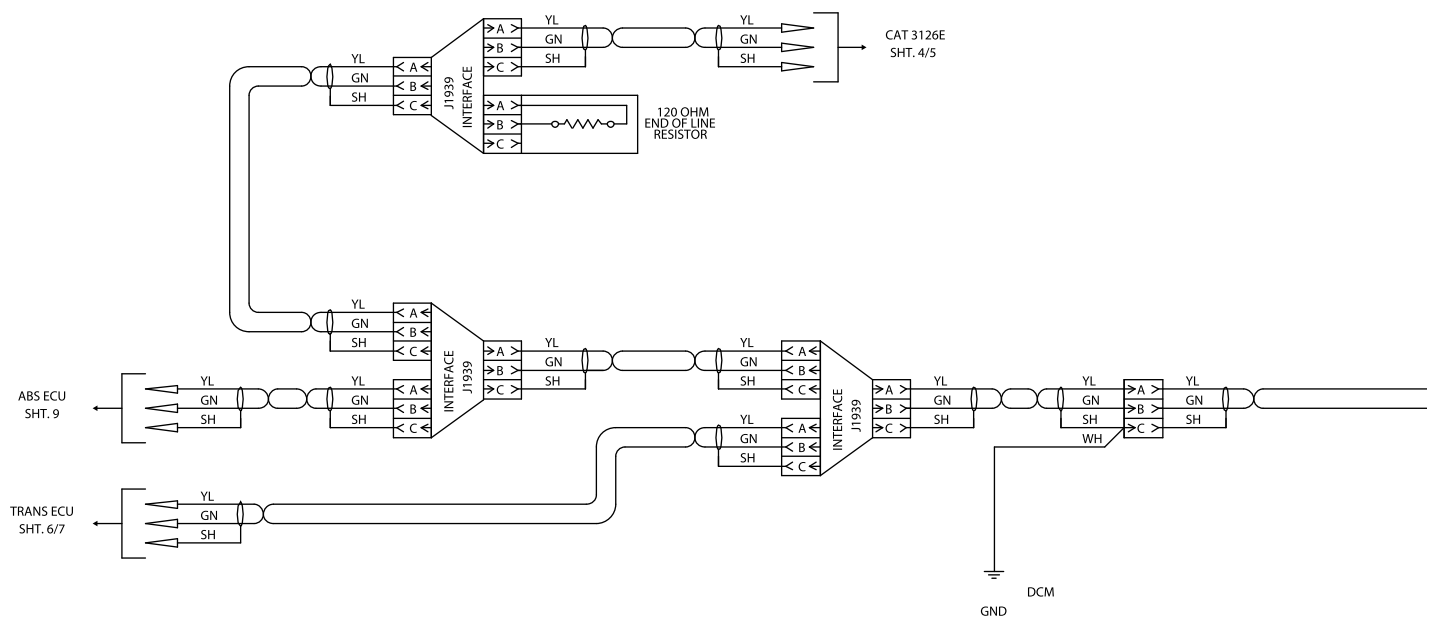 YL
GN
SH
A
B
C
J1939
INTERFACE
A
B
C
YL
GN
SH
YL
GN
SH
CAT 3126E
SHT. 4/5
A
B
C
120 OHM
END OF LINE
RESISTOR
YL
GN
SH
A
B
C
INTERFACE
J1939
A
B
C
YL
GN
SH
YL
GN
SH
A
B
C
ABS ECU
SHT. 9
YL
GN
SH
YL
GN
SH
A
B
C
INTERFACE
J1939
A
B
C
YL
GN
SH
YL
GN
SH
WH
A
B
C
YL
GN
SH
YL
GN
SH
A
B
C
TRANS ECU
SHT. 6/7
YL
GN
SH
DCM
GND